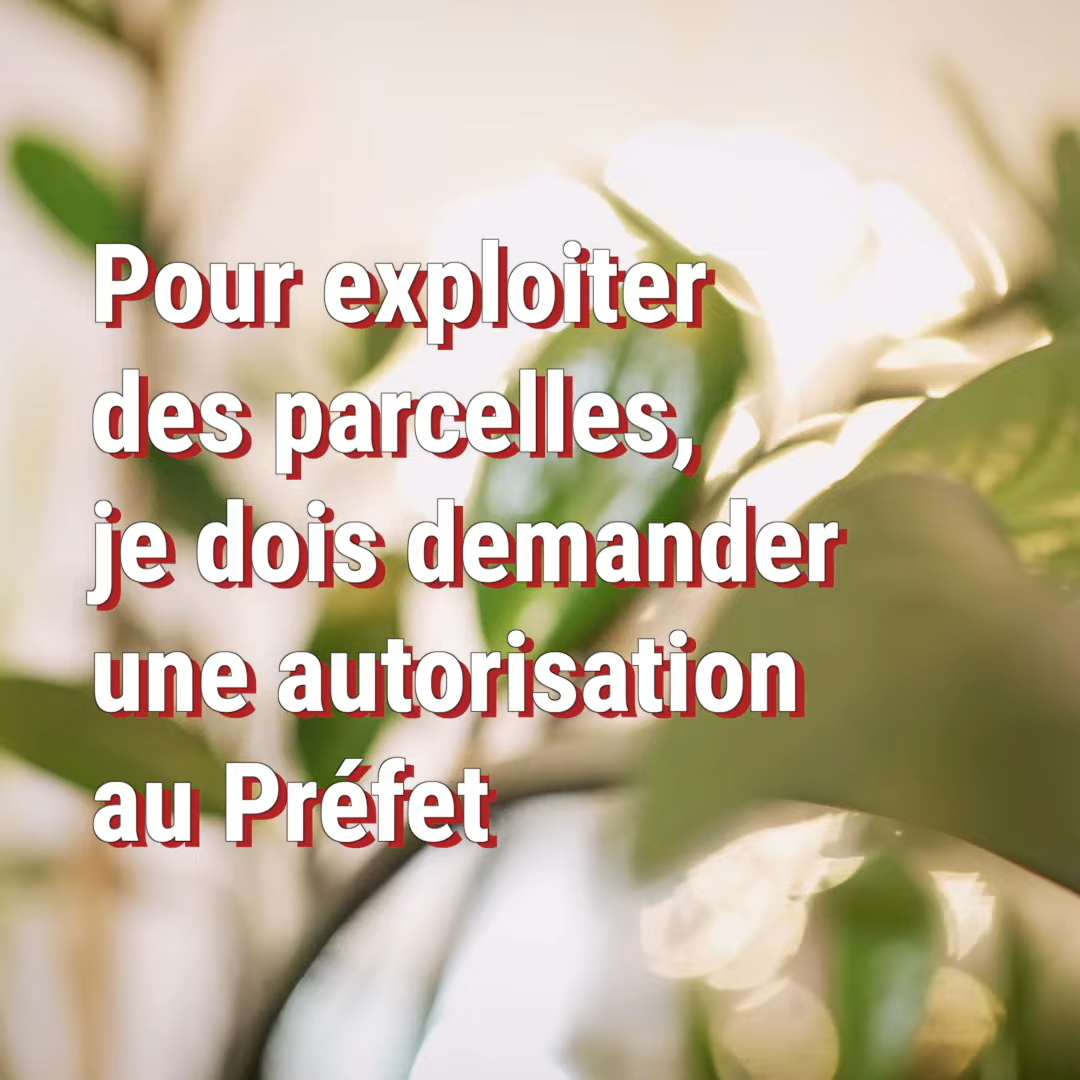 Pour exploiter
des parcelles,
je dois demander
une autorisation
au Préfet